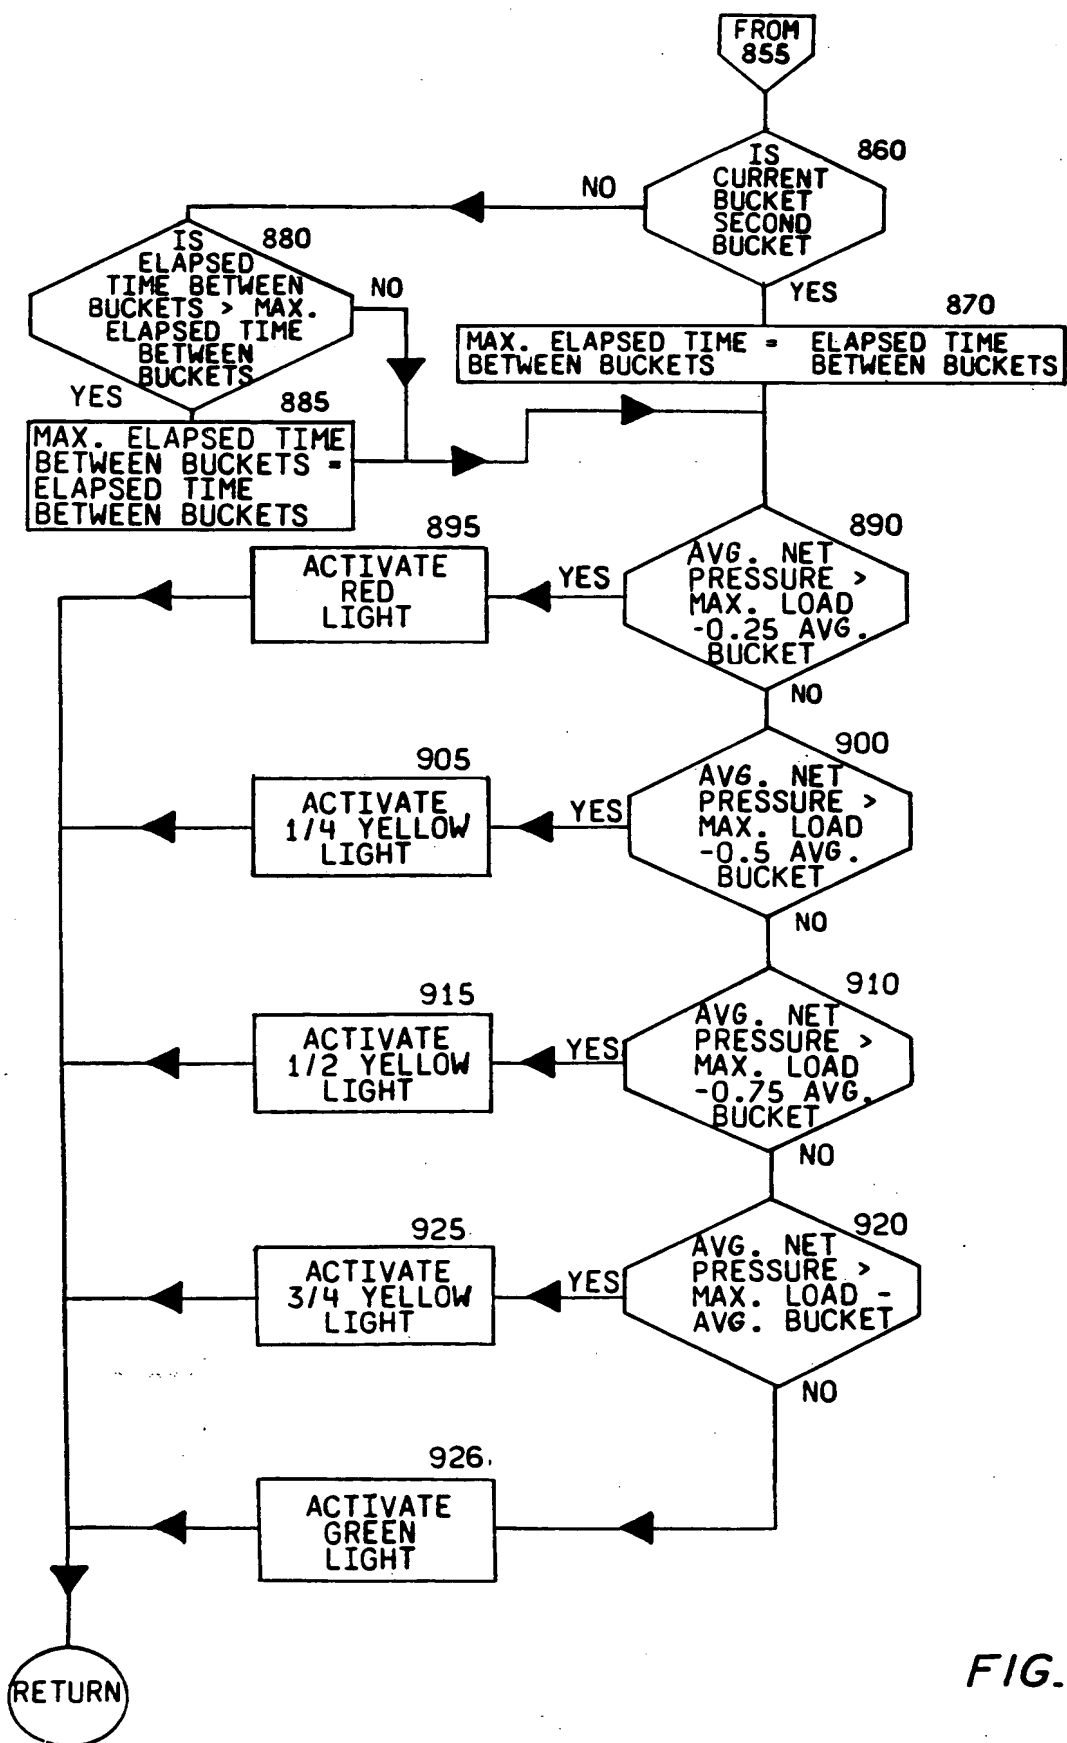 FROM
855
860
IS
CURRENT
BUCKET
SECOND
BUCKET
NO
YES
880
IS
ELAPSED
TIME BETWEEN
BUCKETS > MAX.
ELAPSED TIME
BETWEEN
BUCKETS
NO
YES
870
MAX. ELAPSED TIME = ELAPSED TIME
BETWEEN BUCKETS BETWEEN BUCKETS
885
MAX. ELAPSED TIME
BETWEEN BUCKETS =
ELAPSED TIME
BETWEEN BUCKETS
890
AVG. NET
PRESSURE >
MAX. LOAD
-0.25 AVG.
BUCKET
YES
NO
895
ACTIVATE
RED
LIGHT
900
AVG. NET
PRESSURE >
MAX. LOAD
-0.5 AVG.
BUCKET
YES
NO
905
ACTIVATE
1/4 YELLOW
LIGHT
910
AVG. NET
PRESSURE >
MAX. LOAD
-0.75 AVG.
BUCKET
YES
NO
915
ACTIVATE
1/2 YELLOW
LIGHT
920
AVG. NET
PRESSURE >
MAX. LOAD -
AVG. BUCKET
YES
NO
925
ACTIVATE
3/4 YELLOW
LIGHT
926
ACTIVATE
GREEN
LIGHT
RETURN
FIG.